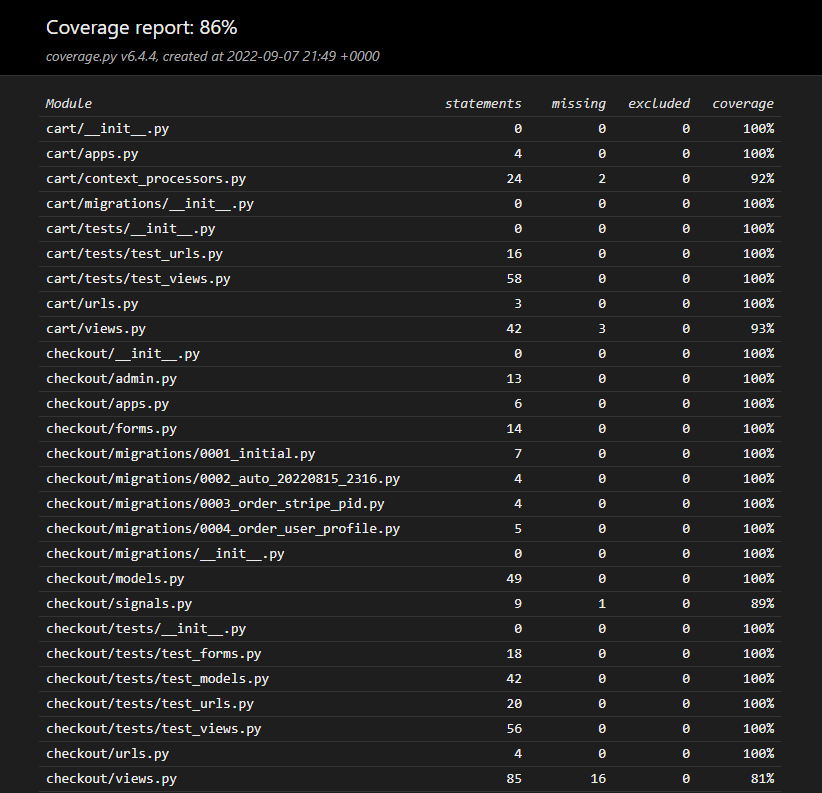 Coverage report: 86%
coverage.py v6.4.4, created at 2022-09-07 21:49 +0000
Module statements missing excluded coverage
cart/__init__.py 0 0 0 100%
cart/apps.py 4 0 0 100%
cart/context_processors.py 24 2 0 92%
cart/migrations/__init__.py 0 0 0 100%
cart/tests/__init__.py 0 0 0 100%
cart/tests/test_urls.py 16 0 0 100%
cart/tests/test_views.py 58 0 0 100%
cart/urls.py 3 0 0 100%
cart/views.py 42 3 0 93%
checkout/__init__.py 0 0 0 100%
checkout/admin.py 13 0 0 100%
checkout/apps.py 6 0 0 100%
checkout/forms.py 14 0 0 100%
checkout/migrations/0001_initial.py 7 0 0 100%
checkout/migrations/0002_auto_20220815_2316.py 4 0 0 100%
checkout/migrations/0003_order_stripe_pid.py 4 0 0 100%
checkout/migrations/0004_order_user_profile.py 5 0 0 100%
checkout/migrations/__init__.py 0 0 0 100%
checkout/models.py 49 0 0 100%
checkout/signals.py 9 1 0 89%
checkout/tests/__init__.py 0 0 0 100%
checkout/tests/test_forms.py 18 0 0 100%
checkout/tests/test_models.py 42 0 0 100%
checkout/tests/test_urls.py 20 0 0 100%
checkout/tests/test_views.py 56 0 0 100%
checkout/urls.py 4 0 0 100%
checkout/views.py 85 16 0 81%